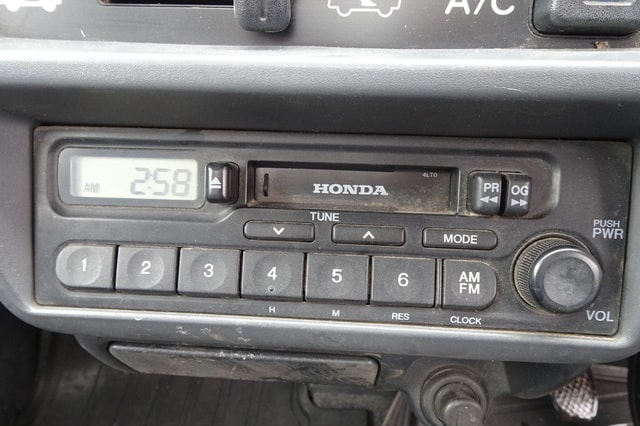 A/C
AM 2:58
HONDA
4LTO
PR OG
TUNE
MODE
PUSH
PWR
1 2 3 4 5 6 AM
FM
VOL
H M RES CLOCK